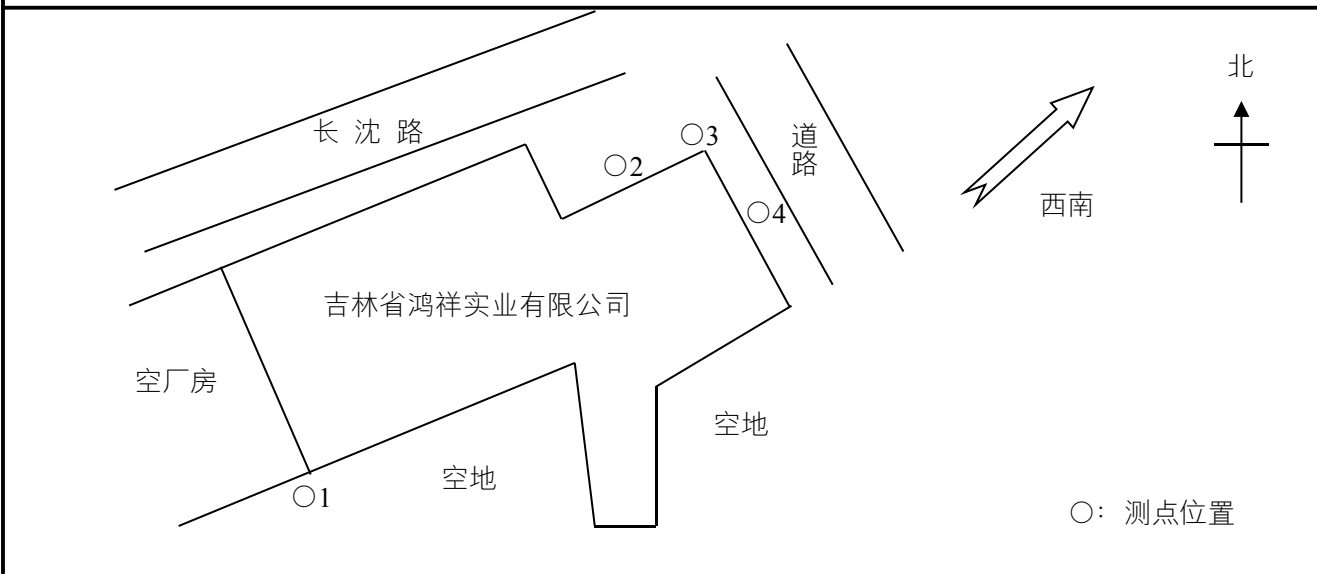 北
长 沈 路
道路
○3
○2
西南
○4
吉林省鸿祥实业有限公司
空厂房
空地
空地
○1
○：测点位置